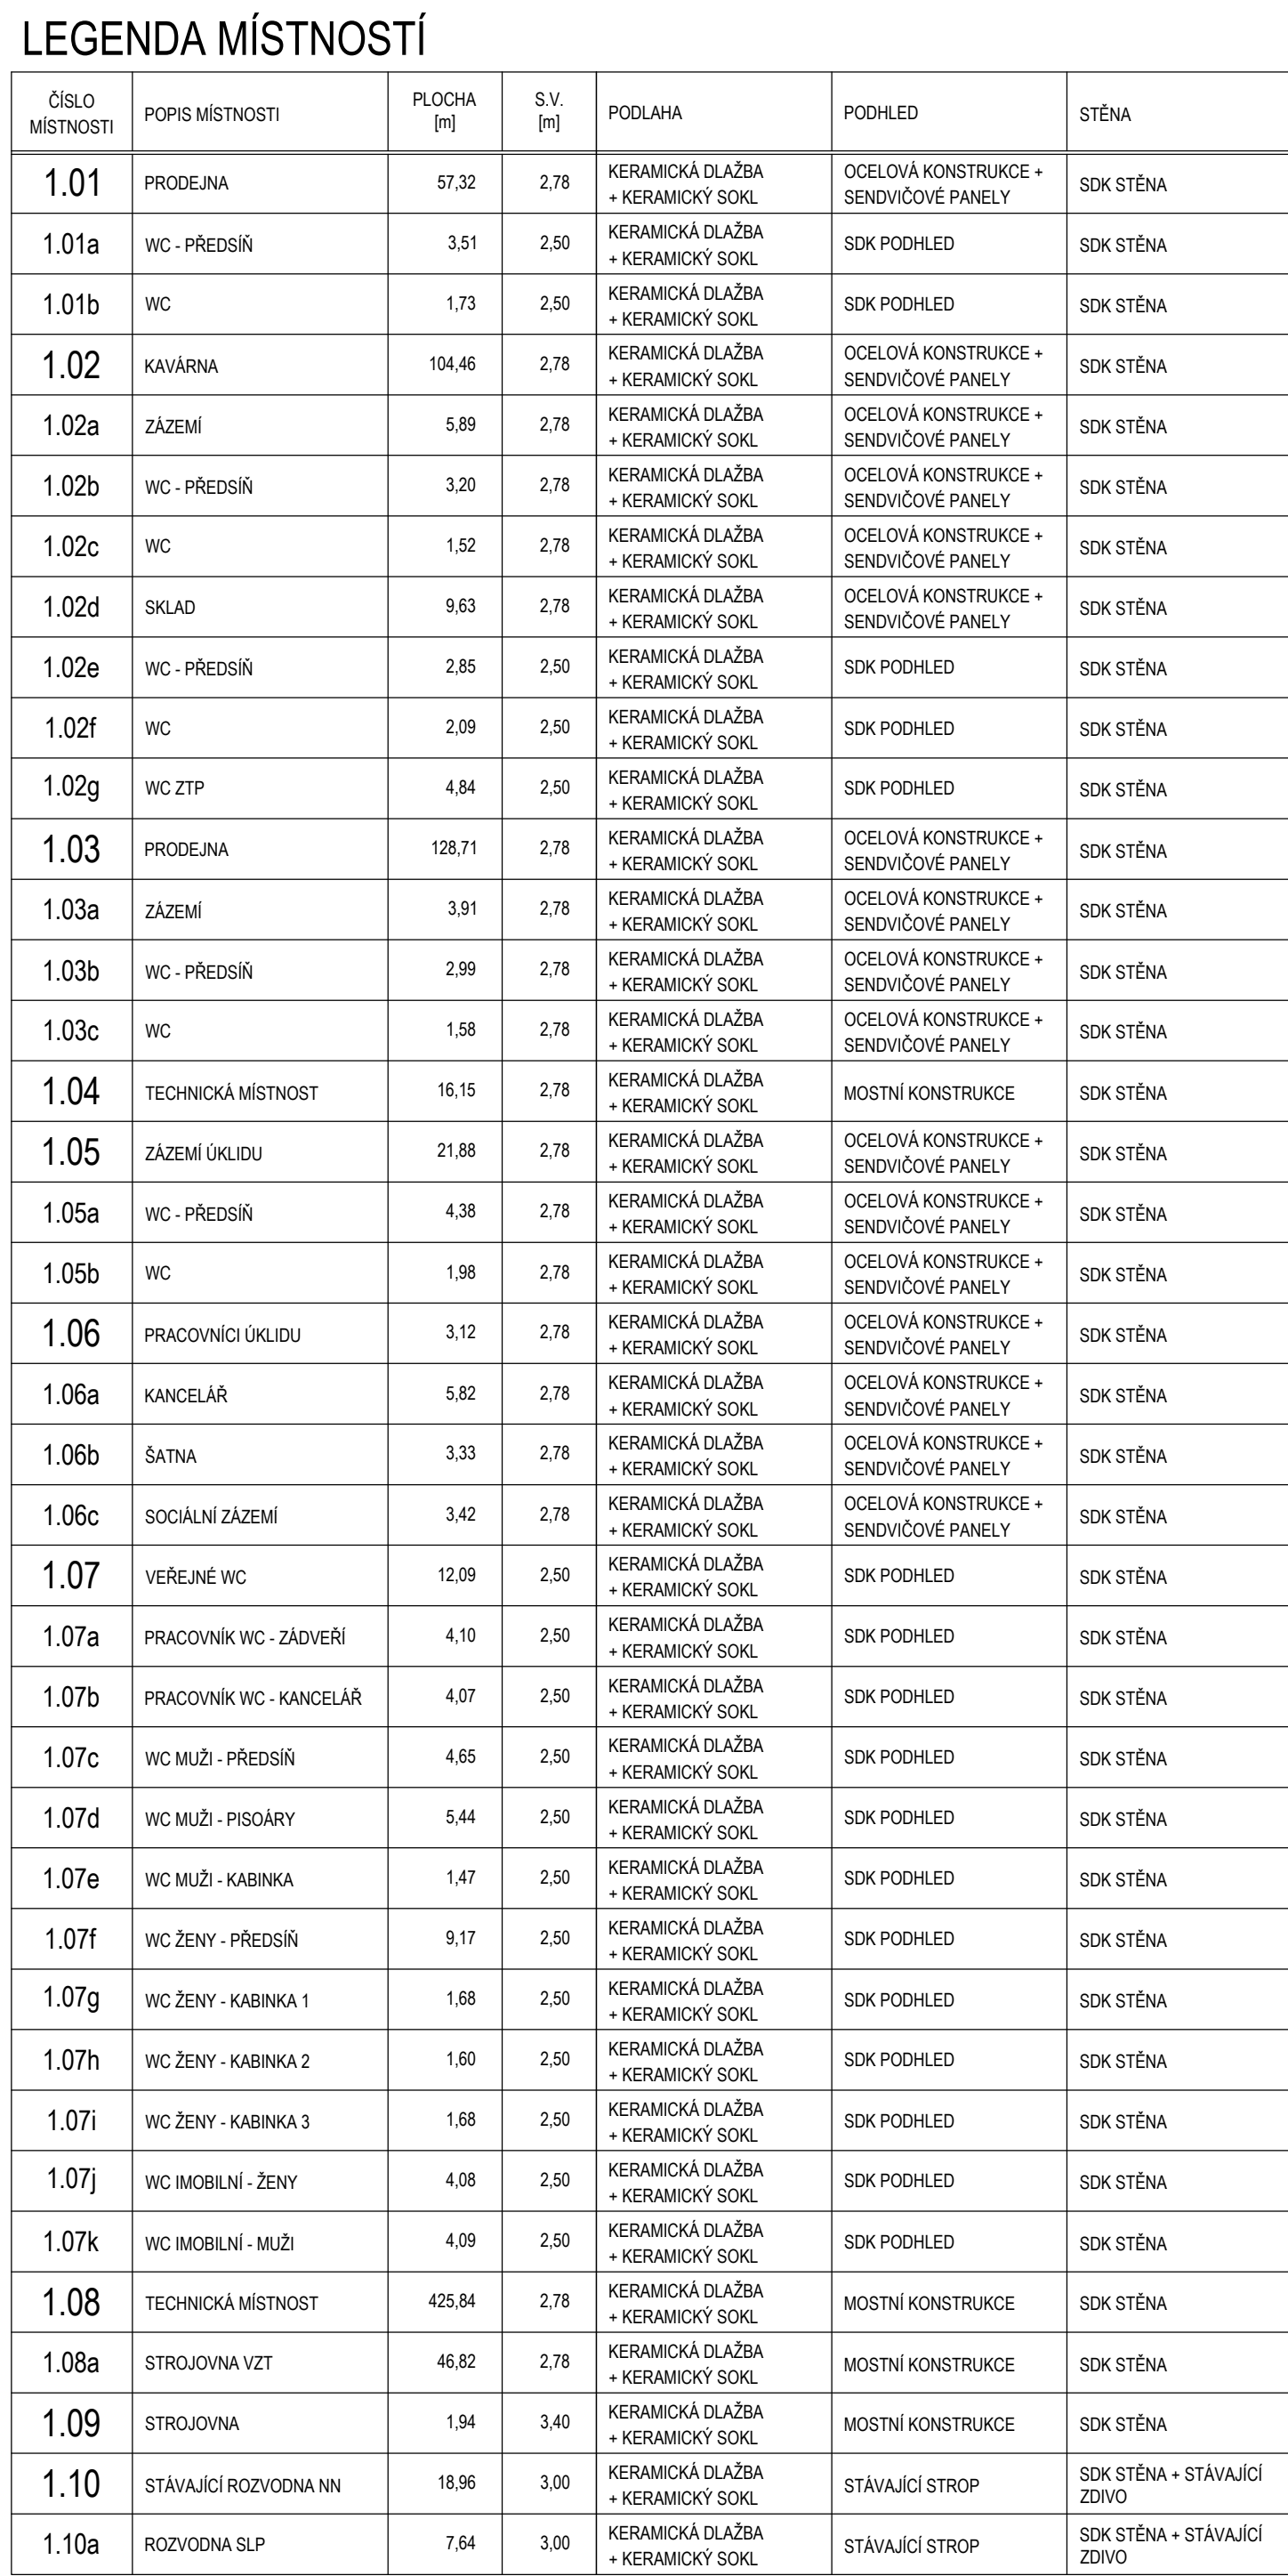 LEGENDA MÍSTNOSTÍ
ČÍSLO MÍSTNOSTI POPIS MÍSTNOSTI PLOCHA [m] S.V. [m] PODLAHA PODHLED STĚNA
1.01 PRODEJNA 57,32 2,78 KERAMICKÁ DLAŽBA + KERAMICKÝ SOKL OCELOVÁ KONSTRUKCE + SENDVIČOVÉ PANELY SDK STĚNA
1.01a WC - PŘEDSÍŇ 3,51 2,50 KERAMICKÁ DLAŽBA + KERAMICKÝ SOKL SDK PODHLED SDK STĚNA
1.01b WC 1,73 2,50 KERAMICKÁ DLAŽBA + KERAMICKÝ SOKL SDK PODHLED SDK STĚNA
1.02 KAVÁRNA 104,46 2,78 KERAMICKÁ DLAŽBA + KERAMICKÝ SOKL OCELOVÁ KONSTRUKCE + SENDVIČOVÉ PANELY SDK STĚNA
1.02a ZÁZEMÍ 5,89 2,78 KERAMICKÁ DLAŽBA + KERAMICKÝ SOKL OCELOVÁ KONSTRUKCE + SENDVIČOVÉ PANELY SDK STĚNA
1.02b WC - PŘEDSÍŇ 3,20 2,78 KERAMICKÁ DLAŽBA + KERAMICKÝ SOKL OCELOVÁ KONSTRUKCE + SENDVIČOVÉ PANELY SDK STĚNA
1.02c WC 1,52 2,78 KERAMICKÁ DLAŽBA + KERAMICKÝ SOKL OCELOVÁ KONSTRUKCE + SENDVIČOVÉ PANELY SDK STĚNA
1.02d SKLAD 9,63 2,78 KERAMICKÁ DLAŽBA + KERAMICKÝ SOKL OCELOVÁ KONSTRUKCE + SENDVIČOVÉ PANELY SDK STĚNA
1.02e WC - PŘEDSÍŇ 2,85 2,50 KERAMICKÁ DLAŽBA + KERAMICKÝ SOKL SDK PODHLED SDK STĚNA
1.02f WC 2,09 2,50 KERAMICKÁ DLAŽBA + KERAMICKÝ SOKL SDK PODHLED SDK STĚNA
1.02g WC ZTP 4,84 2,50 KERAMICKÁ DLAŽBA + KERAMICKÝ SOKL SDK PODHLED SDK STĚNA
1.03 PRODEJNA 128,71 2,78 KERAMICKÁ DLAŽBA + KERAMICKÝ SOKL OCELOVÁ KONSTRUKCE + SENDVIČOVÉ PANELY SDK STĚNA
1.03a ZÁZEMÍ 3,91 2,78 KERAMICKÁ DLAŽBA + KERAMICKÝ SOKL OCELOVÁ KONSTRUKCE + SENDVIČOVÉ PANELY SDK STĚNA
1.03b WC - PŘEDSÍŇ 2,99 2,78 KERAMICKÁ DLAŽBA + KERAMICKÝ SOKL OCELOVÁ KONSTRUKCE + SENDVIČOVÉ PANELY SDK STĚNA
1.03c WC 1,58 2,78 KERAMICKÁ DLAŽBA + KERAMICKÝ SOKL OCELOVÁ KONSTRUKCE + SENDVIČOVÉ PANELY SDK STĚNA
1.04 TECHNICKÁ MÍSTNOST 16,15 2,78 KERAMICKÁ DLAŽBA + KERAMICKÝ SOKL MOSTNÍ KONSTRUKCE SDK STĚNA
1.05 ZÁZEMÍ ÚKLIDU 21,88 2,78 KERAMICKÁ DLAŽBA + KERAMICKÝ SOKL OCELOVÁ KONSTRUKCE + SENDVIČOVÉ PANELY SDK STĚNA
1.05a WC - PŘEDSÍŇ 4,38 2,78 KERAMICKÁ DLAŽBA + KERAMICKÝ SOKL OCELOVÁ KONSTRUKCE + SENDVIČOVÉ PANELY SDK STĚNA
1.05b WC 1,98 2,78 KERAMICKÁ DLAŽBA + KERAMICKÝ SOKL OCELOVÁ KONSTRUKCE + SENDVIČOVÉ PANELY SDK STĚNA
1.06 PRACOVNÍCI ÚKLIDU 3,12 2,78 KERAMICKÁ DLAŽBA + KERAMICKÝ SOKL OCELOVÁ KONSTRUKCE + SENDVIČOVÉ PANELY SDK STĚNA
1.06a KANCELÁŘ 5,82 2,78 KERAMICKÁ DLAŽBA + KERAMICKÝ SOKL OCELOVÁ KONSTRUKCE + SENDVIČOVÉ PANELY SDK STĚNA
1.06b ŠATNA 3,33 2,78 KERAMICKÁ DLAŽBA + KERAMICKÝ SOKL OCELOVÁ KONSTRUKCE + SENDVIČOVÉ PANELY SDK STĚNA
1.06c SOCIÁLNÍ ZÁZEMÍ 3,42 2,78 KERAMICKÁ DLAŽBA + KERAMICKÝ SOKL OCELOVÁ KONSTRUKCE + SENDVIČOVÉ PANELY SDK STĚNA
1.07 VEŘEJNÉ WC 12,09 2,50 KERAMICKÁ DLAŽBA + KERAMICKÝ SOKL SDK PODHLED SDK STĚNA
1.07a PRACOVNÍK WC - ZÁDVEŘÍ 4,10 2,50 KERAMICKÁ DLAŽBA + KERAMICKÝ SOKL SDK PODHLED SDK STĚNA
1.07b PRACOVNÍK WC - KANCELÁŘ 4,07 2,50 KERAMICKÁ DLAŽBA + KERAMICKÝ SOKL SDK PODHLED SDK STĚNA
1.07c WC MUŽI - PŘEDSÍŇ 4,65 2,50 KERAMICKÁ DLAŽBA + KERAMICKÝ SOKL SDK PODHLED SDK STĚNA
1.07d WC MUŽI - PISOÁRY 5,44 2,50 KERAMICKÁ DLAŽBA + KERAMICKÝ SOKL SDK PODHLED SDK STĚNA
1.07e WC MUŽI - KABINKA 1,47 2,50 KERAMICKÁ DLAŽBA + KERAMICKÝ SOKL SDK PODHLED SDK STĚNA
1.07f WC ŽENY - PŘEDSÍŇ 9,17 2,50 KERAMICKÁ DLAŽBA + KERAMICKÝ SOKL SDK PODHLED SDK STĚNA
1.07g WC ŽENY - KABINKA 1 1,68 2,50 KERAMICKÁ DLAŽBA + KERAMICKÝ SOKL SDK PODHLED SDK STĚNA
1.07h WC ŽENY - KABINKA 2 1,60 2,50 KERAMICKÁ DLAŽBA + KERAMICKÝ SOKL SDK PODHLED SDK STĚNA
1.07i WC ŽENY - KABINKA 3 1,68 2,50 KERAMICKÁ DLAŽBA + KERAMICKÝ SOKL SDK PODHLED SDK STĚNA
1.07j WC IMOBILNÍ - ŽENY 4,08 2,50 KERAMICKÁ DLAŽBA + KERAMICKÝ SOKL SDK PODHLED SDK STĚNA
1.07k WC IMOBILNÍ - MUŽI 4,09 2,50 KERAMICKÁ DLAŽBA + KERAMICKÝ SOKL SDK PODHLED SDK STĚNA
1.08 TECHNICKÁ MÍSTNOST 425,84 2,78 KERAMICKÁ DLAŽBA + KERAMICKÝ SOKL MOSTNÍ KONSTRUKCE SDK STĚNA
1.08a STROJOVNA VZT 46,82 2,78 KERAMICKÁ DLAŽBA + KERAMICKÝ SOKL MOSTNÍ KONSTRUKCE SDK STĚNA
1.09 STROJOVNA 1,94 3,40 KERAMICKÁ DLAŽBA + KERAMICKÝ SOKL MOSTNÍ KONSTRUKCE SDK STĚNA
1.10 STÁVAJÍCÍ ROZVODNA NN 18,96 3,00 KERAMICKÁ DLAŽBA + KERAMICKÝ SOKL STÁVAJÍCÍ STROP SDK STĚNA + STÁVAJÍCÍ ZDIVO
1.10a ROZVODNA SLP 7,64 3,00 KERAMICKÁ DLAŽBA + KERAMICKÝ SOKL STÁVAJÍCÍ STROP SDK STĚNA + STÁVAJÍCÍ ZDIVO